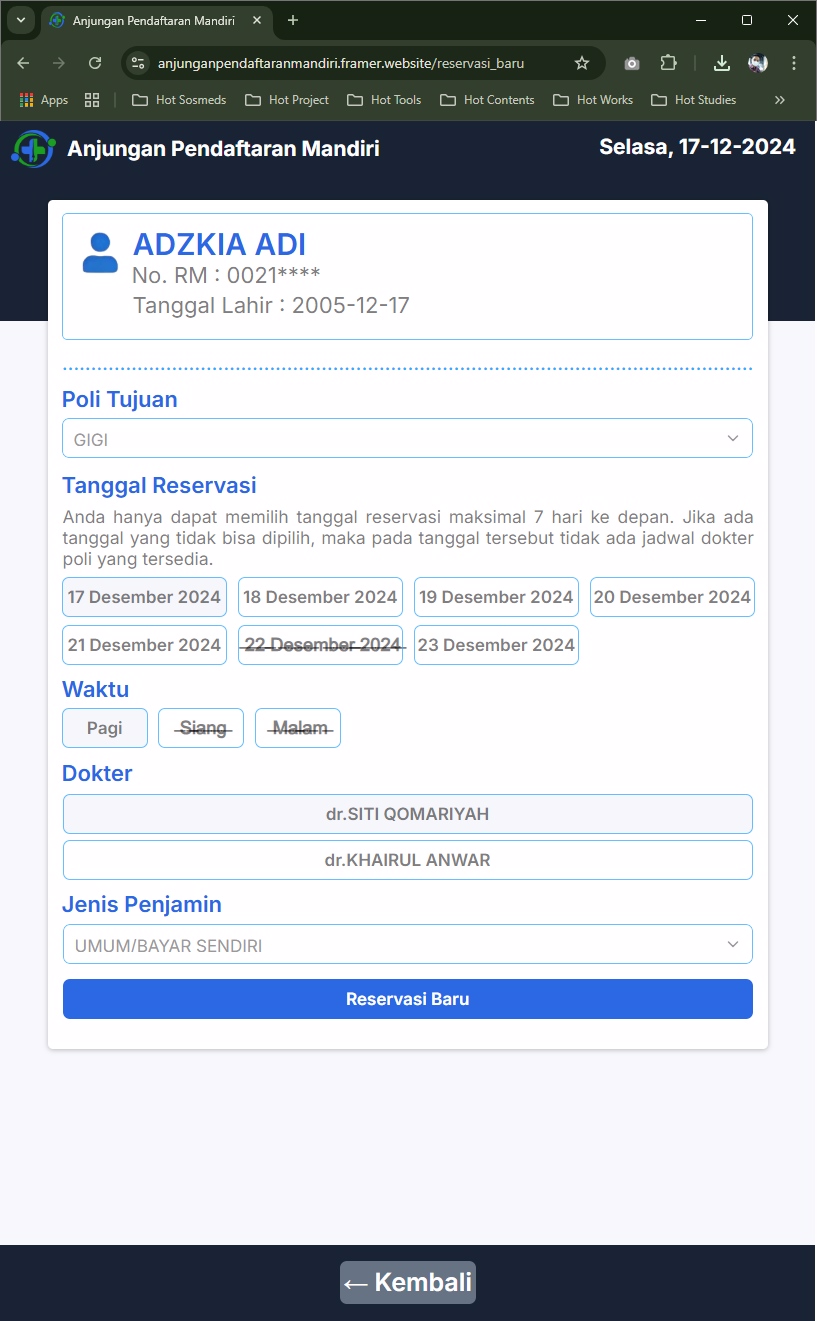 Anjungan Pendaftaran Mandiri
anjunganpendaftaranmandiri.framer.website/reservasi_baru
Apps Hot Sosmeds Hot Project Hot Tools Hot Contents Hot Works Hot Studies
Anjungan Pendaftaran Mandiri Selasa, 17-12-2024
ADZKIA ADI
No. RM : 0021****
Tanggal Lahir : 2005-12-17
Poli Tujuan
GIGI
Tanggal Reservasi
Anda hanya dapat memilih tanggal reservasi maksimal 7 hari ke depan. Jika ada
tanggal yang tidak bisa dipilih, maka pada tanggal tersebut tidak ada jadwal dokter
poli yang tersedia.
17 Desember 2024 18 Desember 2024 19 Desember 2024 20 Desember 2024
21 Desember 2024 22 Desember 2024 23 Desember 2024
Waktu
Pagi Siang Malam
Dokter
dr.SITI QOMARIYAH
dr.KHAIRUL ANWAR
Jenis Penjamin
UMUM/BAYAR SENDIRI
Reservasi Baru
← Kembali